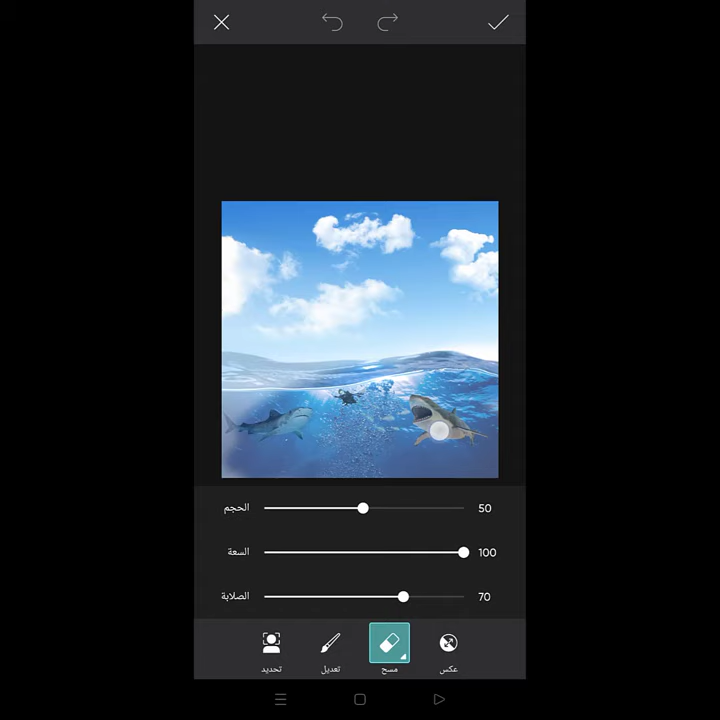 الحجم 50
السعة 100
الصلابة 70
تحديد تعديل مسح عكس